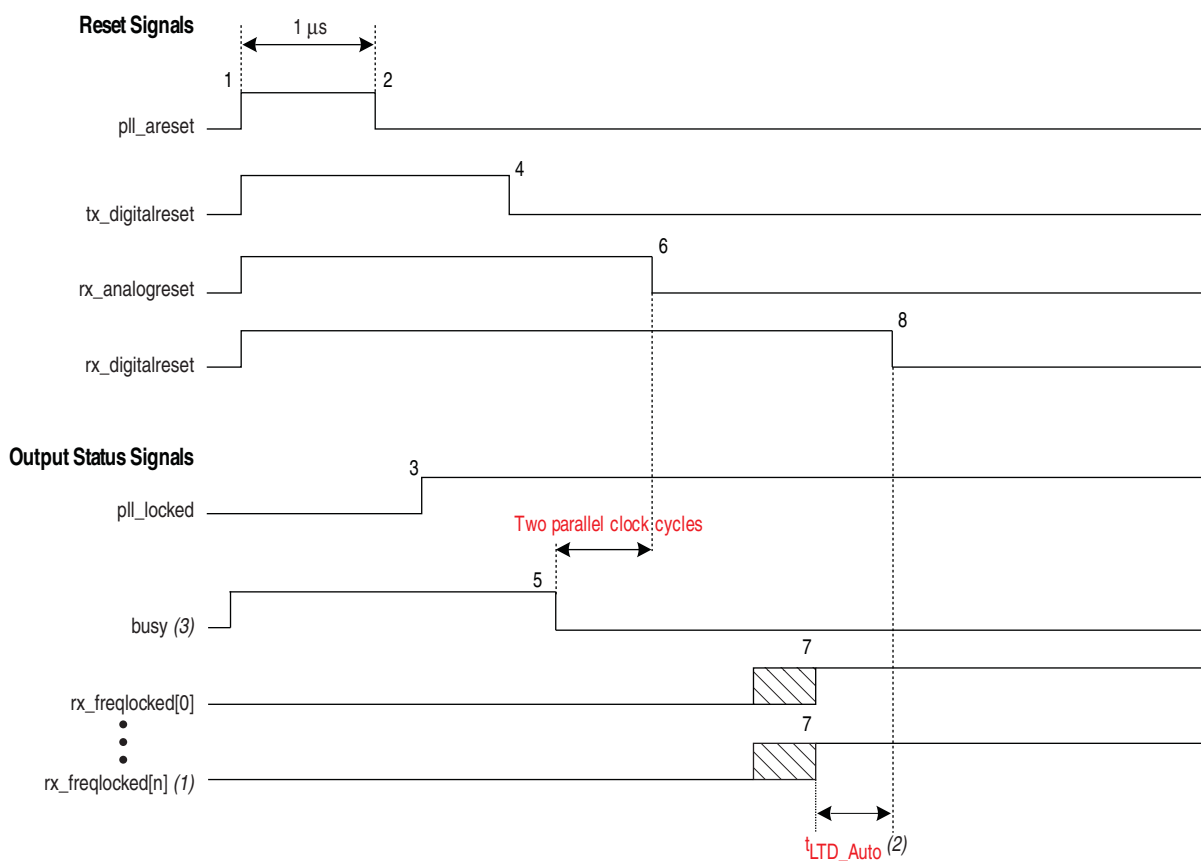 Reset Signals
1 μs
1
2
pll_areset
4
tx_digitalreset
6
rx_analogreset
8
rx_digitalreset
Output Status Signals
3
pll_locked
Two parallel clock cycles
5
busy (3)
7
rx_freqlocked[0]
7
rx_freqlocked[n] (1)
tLTD_Auto (2)